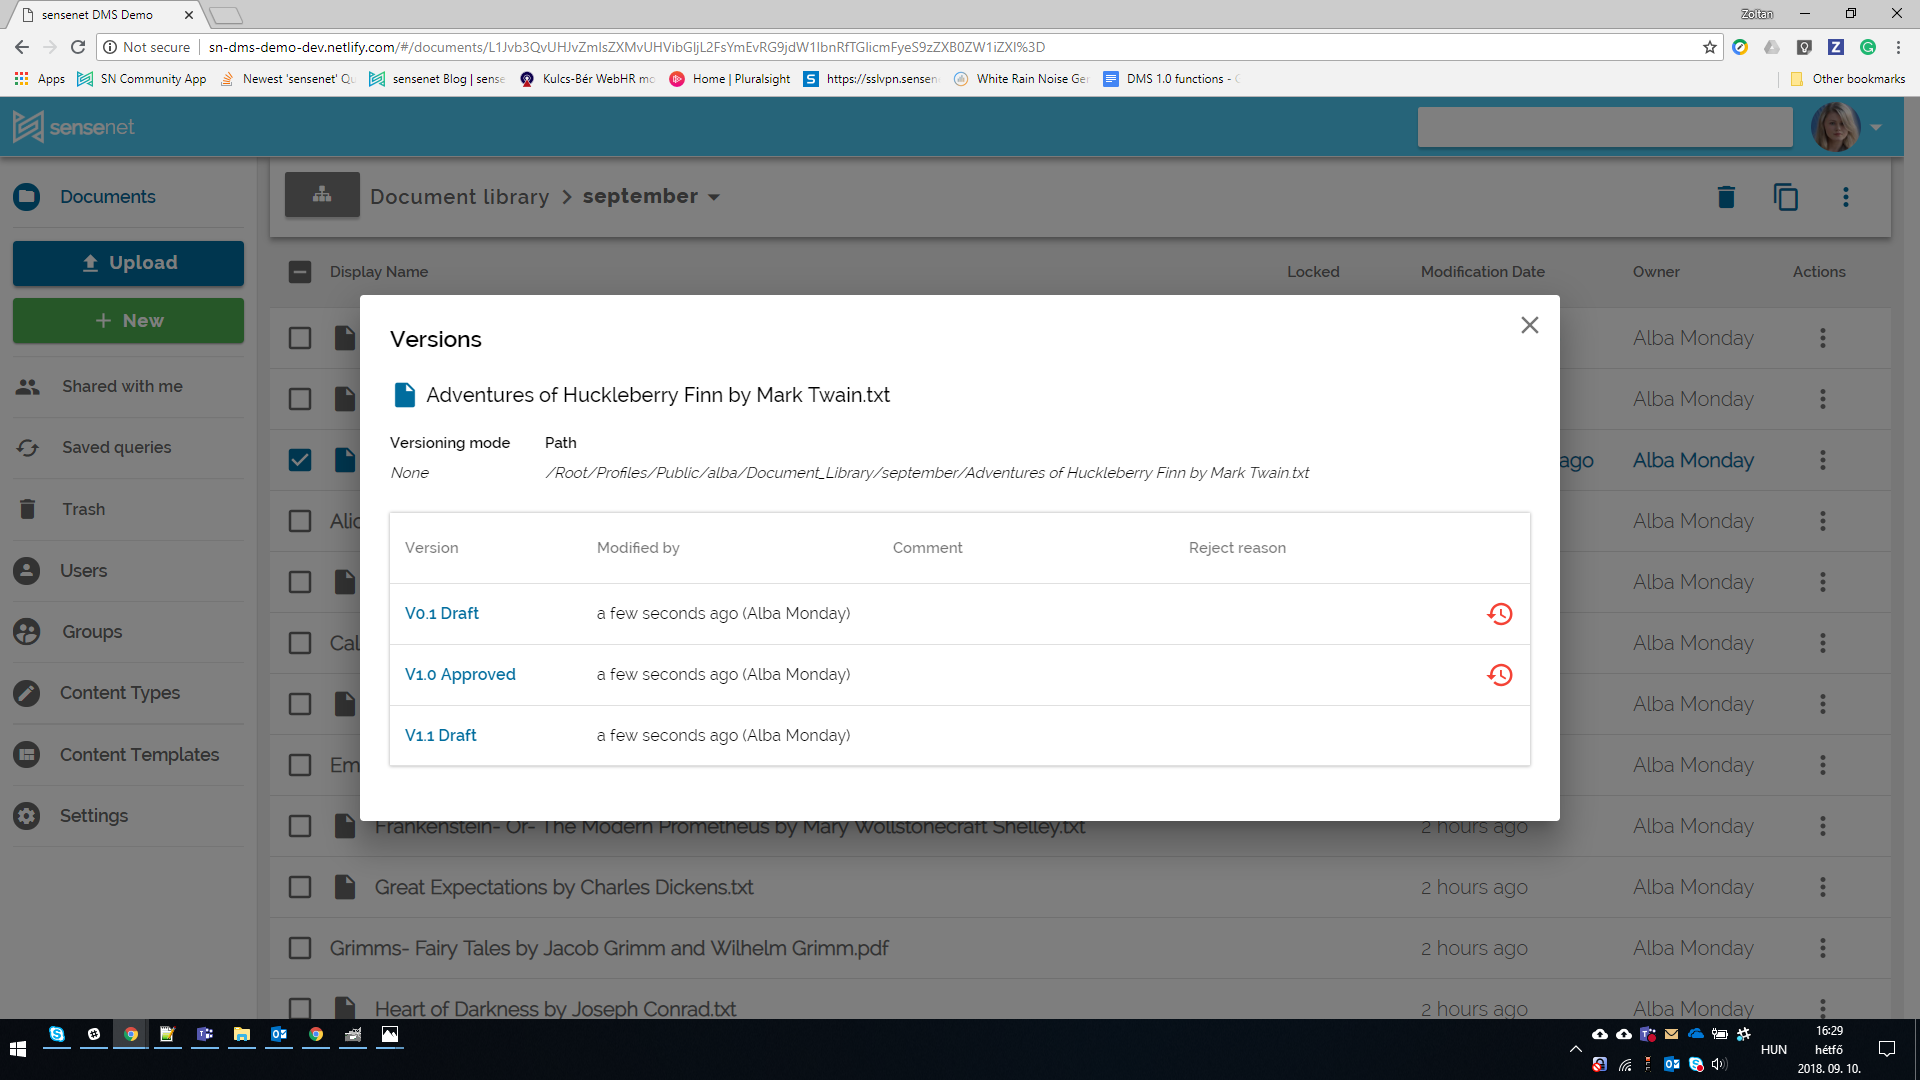 sensenet DMS Demo
Zoltan
Not secure
sn-dms-demo-dev.netlify.com/#/documents/L1Jvb3QvUHJvZmlsZXMvUHVibGljL2FsYmEvRG9jdW1lbnRfTGlicmFyeS9zZXB0ZW1iZXI%3D
Apps
SN Community App
Newest 'sensenet' Qu
sensenet Blog | sense
Kulcs-Bér WebHR mo
Home | Pluralsight
https://sslvpn.sensen
White Rain Noise Ger
DMS 1.0 functions -
Other bookmarks
sensenet
Documents
Document library
september
Upload
New
Shared with me
Saved queries
Trash
Users
Groups
Content Types
Content Templates
Settings
Display Name
Locked
Modification Date
Owner
Actions
Alba Monday
Alba Monday
ago
Alba Monday
Alic
Alba Monday
Alba Monday
Cal
Alba Monday
Alba Monday
Em
Alba Monday
Versions
Adventures of Huckleberry Finn by Mark Twain.txt
Versioning mode
Path
None
/Root/Profiles/Public/alba/Document_Library/september/Adventures of Huckleberry Finn by Mark Twain.txt
Version
Modified by
Comment
Reject reason
V0.1 Draft
a few seconds ago (Alba Monday)
V1.0 Approved
a few seconds ago (Alba Monday)
V1.1 Draft
a few seconds ago (Alba Monday)
Frankenstein- Or- The Modern Prometheus by Mary Wollstonecraft Shelley.txt
2 hours ago
Alba Monday
Great Expectations by Charles Dickens.txt
2 hours ago
Alba Monday
Grimms- Fairy Tales by Jacob Grimm and Wilhelm Grimm.pdf
2 hours ago
Alba Monday
Heart of Darkness by Joseph Conrad.txt
2 hours ago
Alba Monday
HUN
16:29
hétfő
2018. 09. 10.